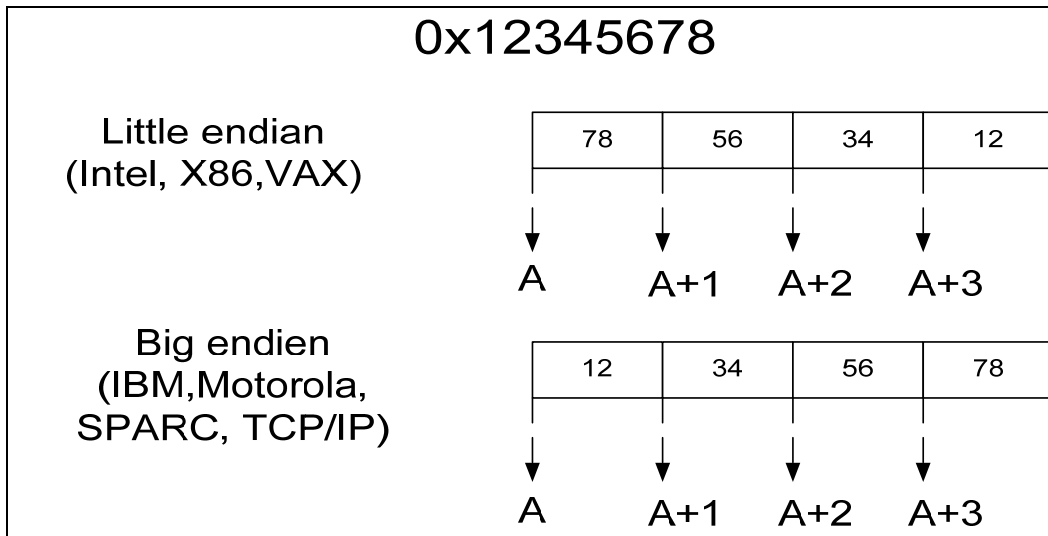 0x12345678
Little endian
(Intel, X86,VAX)
78 56 34 12
A A+1 A+2 A+3
Big endien
(IBM,Motorola,
SPARC, TCP/IP)
12 34 56 78
A A+1 A+2 A+3